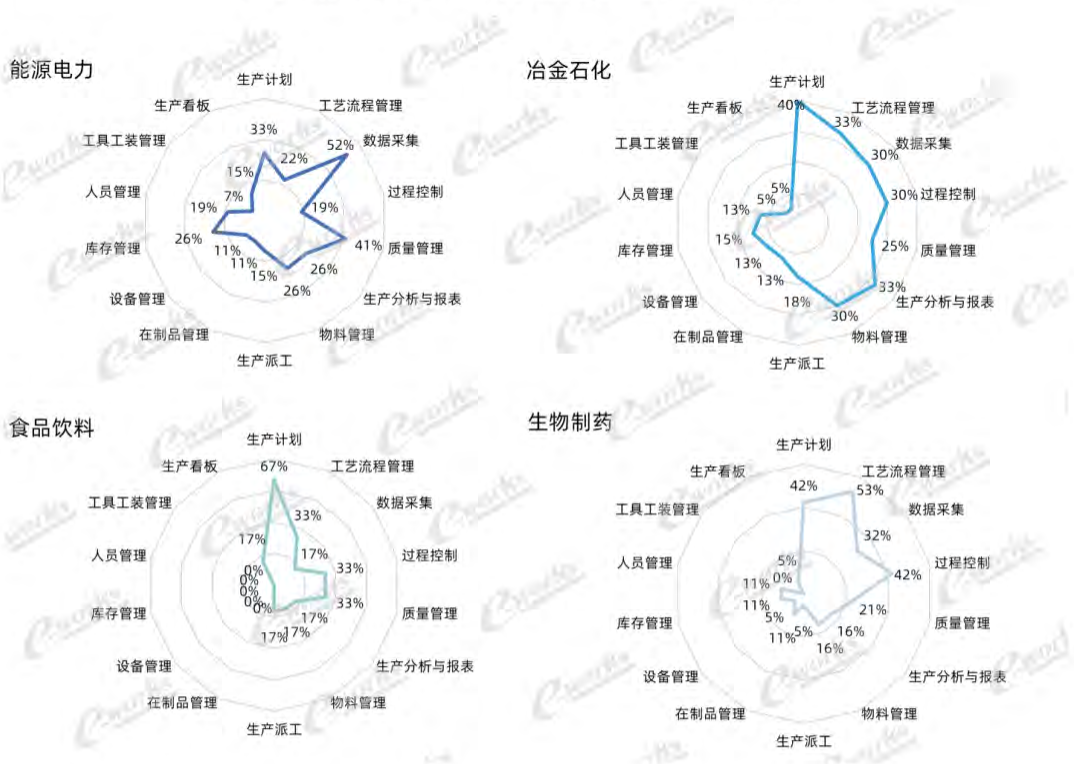 能源电力
生产计划
工艺流程管理
数据采集
过程控制
质量管理
生产分析与报表
物料管理
生产派工
在制品管理
设备管理
库存管理
人员管理
工具工装管理
生产看板
33%
22%
52%
19%
41%
26%
26%
15%
11%
11%
26%
19%
7%
15%
冶金石化
生产计划
工艺流程管理
数据采集
过程控制
质量管理
生产分析与报表
物料管理
生产派工
在制品管理
设备管理
库存管理
人员管理
工具工装管理
生产看板
40%
33%
30%
30%
25%
33%
30%
18%
13%
13%
15%
13%
5%
5%
食品饮料
生产计划
工艺流程管理
数据采集
过程控制
质量管理
生产分析与报表
物料管理
生产派工
在制品管理
设备管理
库存管理
人员管理
工具工装管理
生产看板
67%
33%
17%
33%
33%
17%
17%
17%
0%
0%
0%
0%
0%
17%
生物制药
生产计划
工艺流程管理
数据采集
过程控制
质量管理
生产分析与报表
物料管理
生产派工
在制品管理
设备管理
库存管理
人员管理
工具工装管理
生产看板
42%
53%
32%
42%
21%
16%
16%
5%
11%
5%
11%
11%
0%
5%
e-works